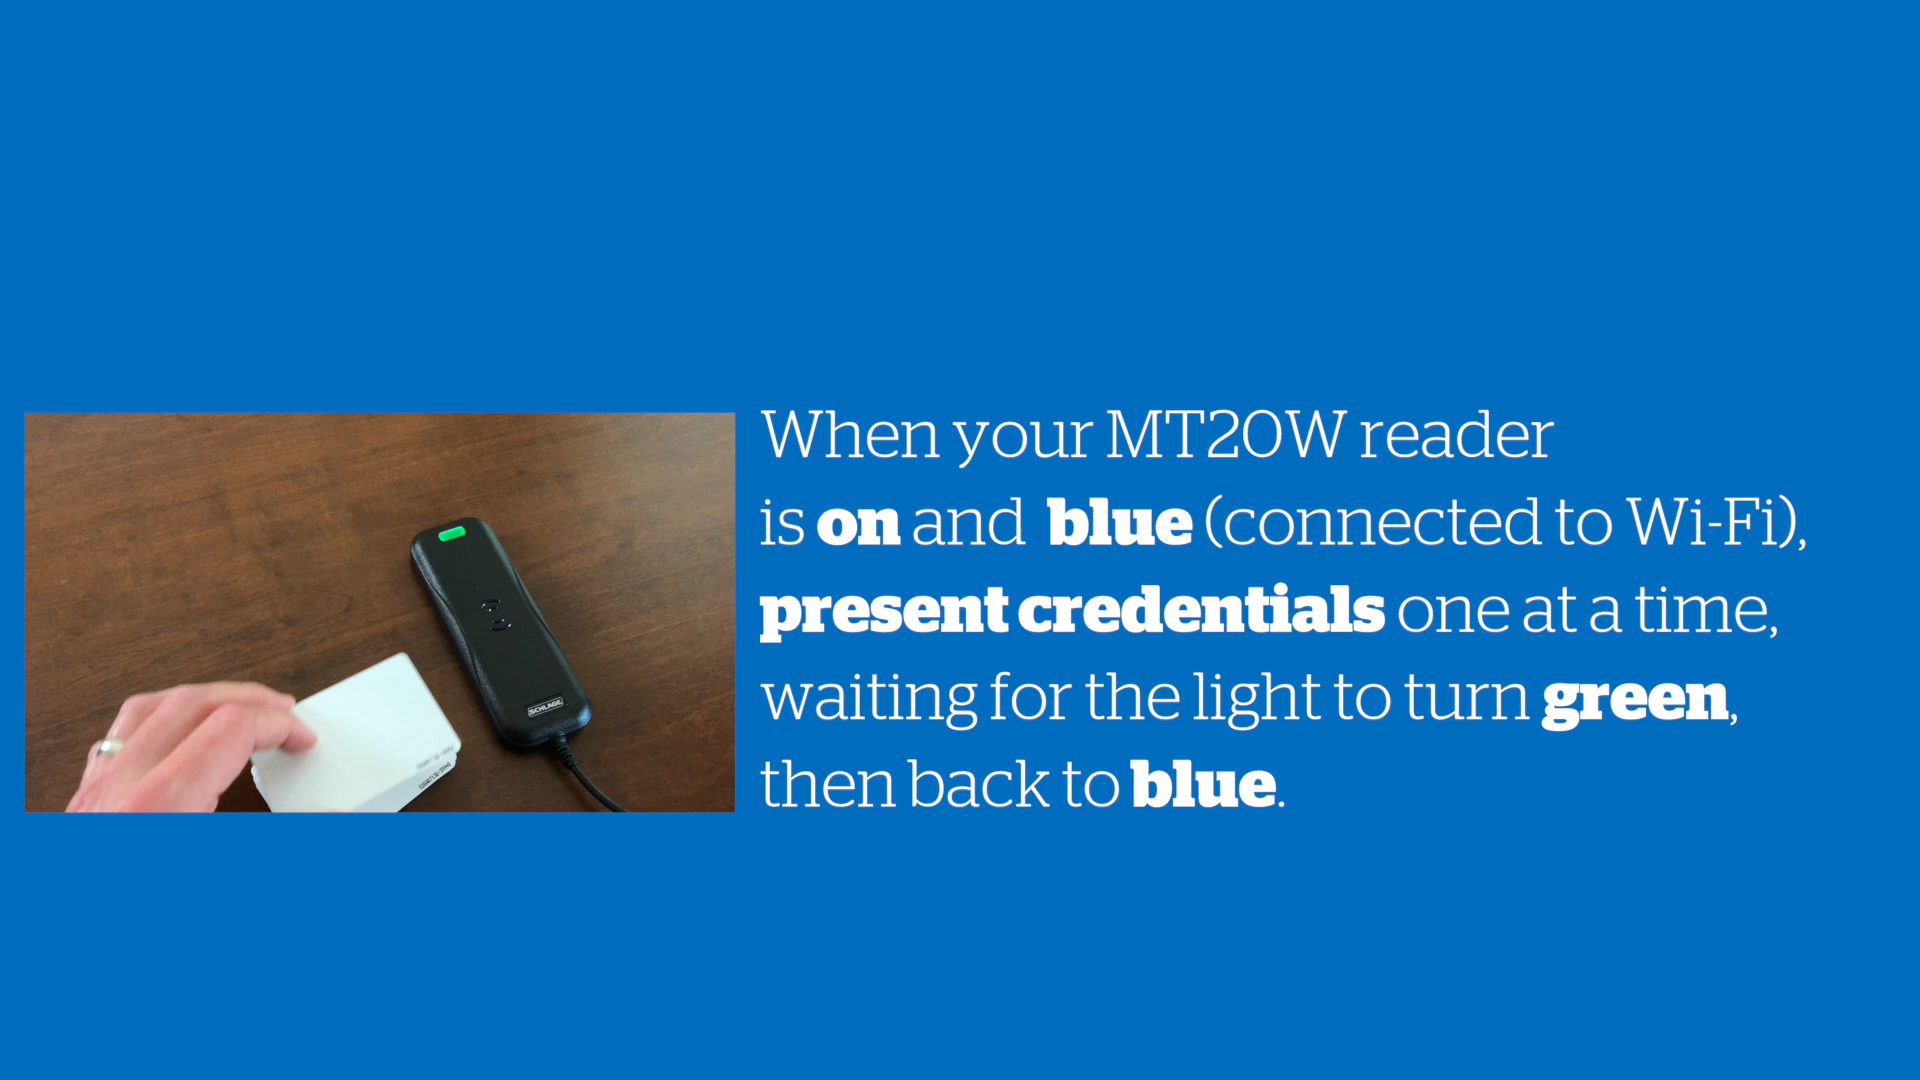 When your MT20W reader
is on and blue (connected to Wi-Fi),
present credentials one at a time,
waiting for the light to turn green,
then back to blue.
SCHLAGE